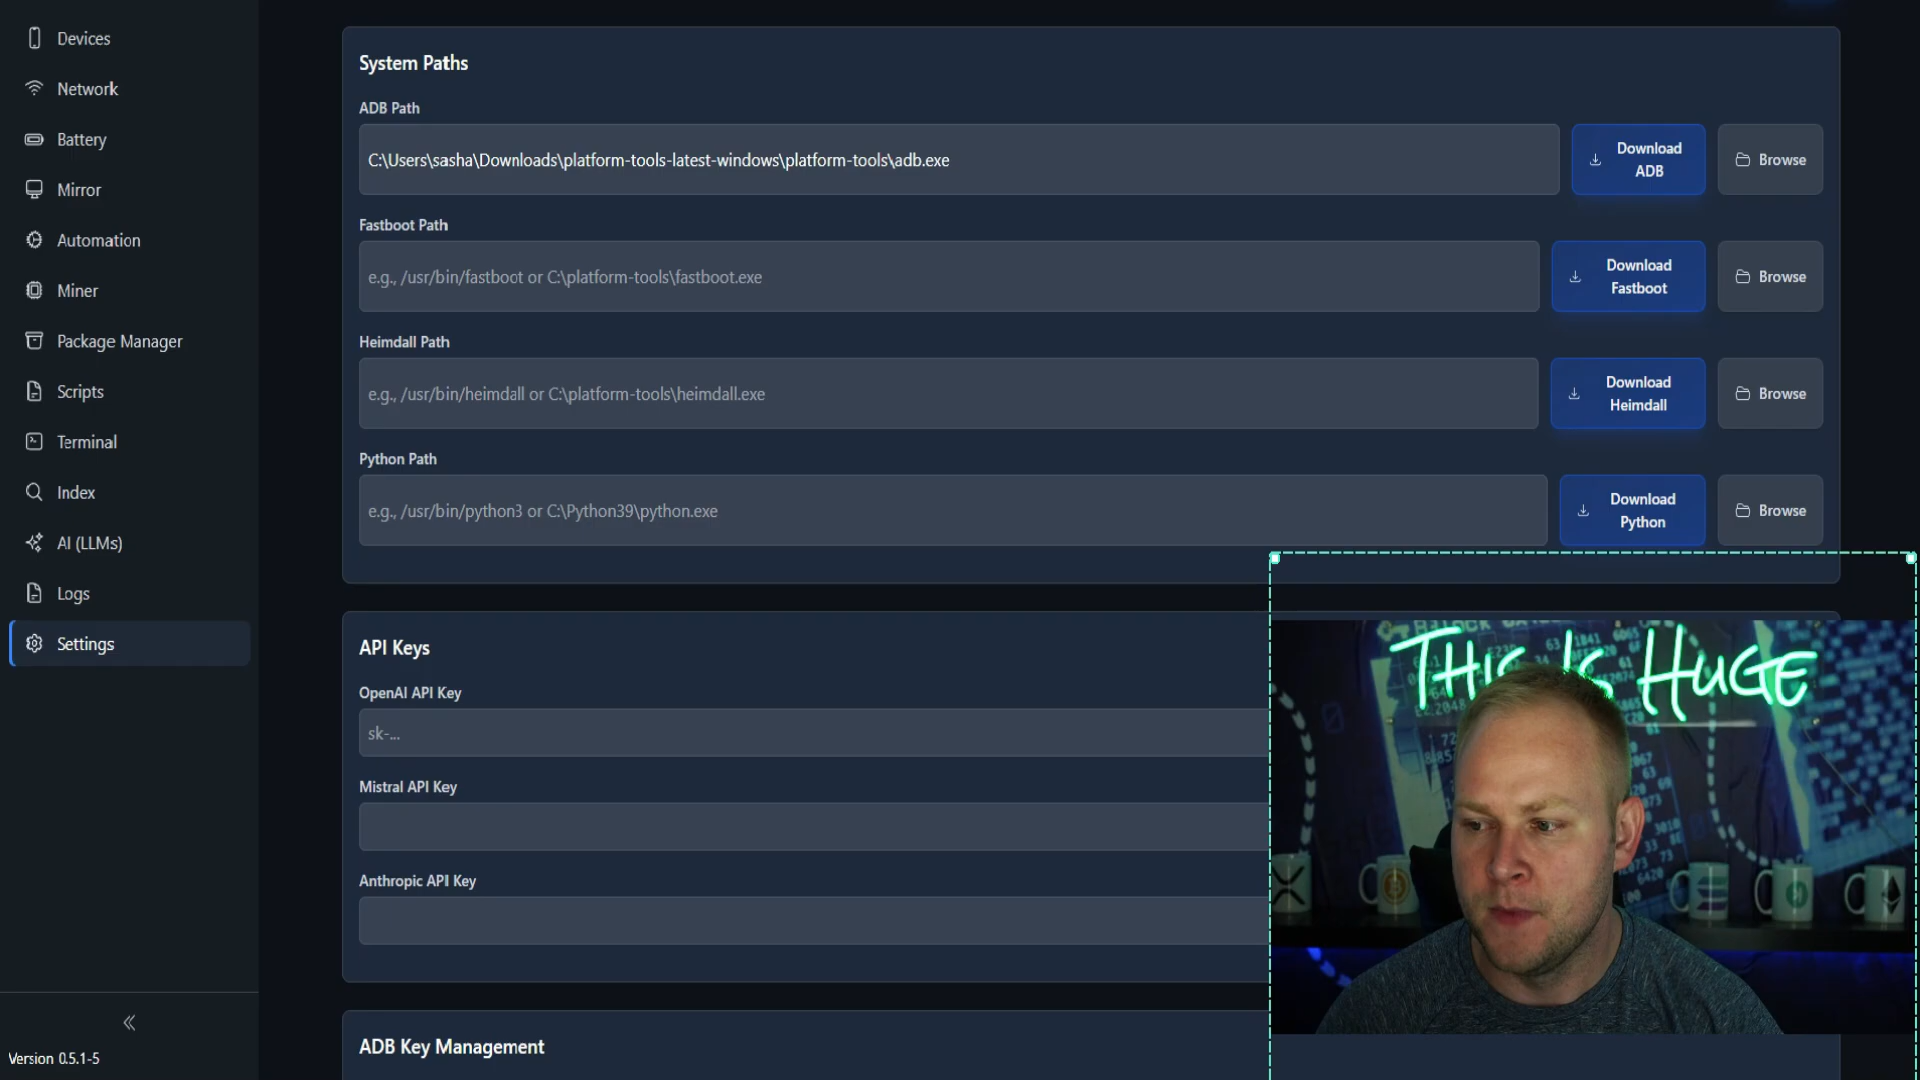 Devices
Network
Battery
Mirror
Automation
Miner
Package Manager
Scripts
Terminal
Index
AI (LLMs)
Logs
Settings
Version 0.5.1-5
System Paths
ADB Path
C:\Users\sasha\Downloads\platform-tools-latest-windows\platform-tools\adb.exe
Download
ADB
Browse
Fastboot Path
e.g., /usr/bin/fastboot or C:\platform-tools\fastboot.exe
Download
Fastboot
Browse
Heimdall Path
e.g., /usr/bin/heimdall or C:\platform-tools\heimdall.exe
Download
Heimdall
Browse
Python Path
e.g., /usr/bin/python3 or C:\Python39\python.exe
Download
Python
Browse
API Keys
OpenAI API Key
sk-...
Mistral API Key
Anthropic API Key
ADB Key Management
THIS IS HUGE